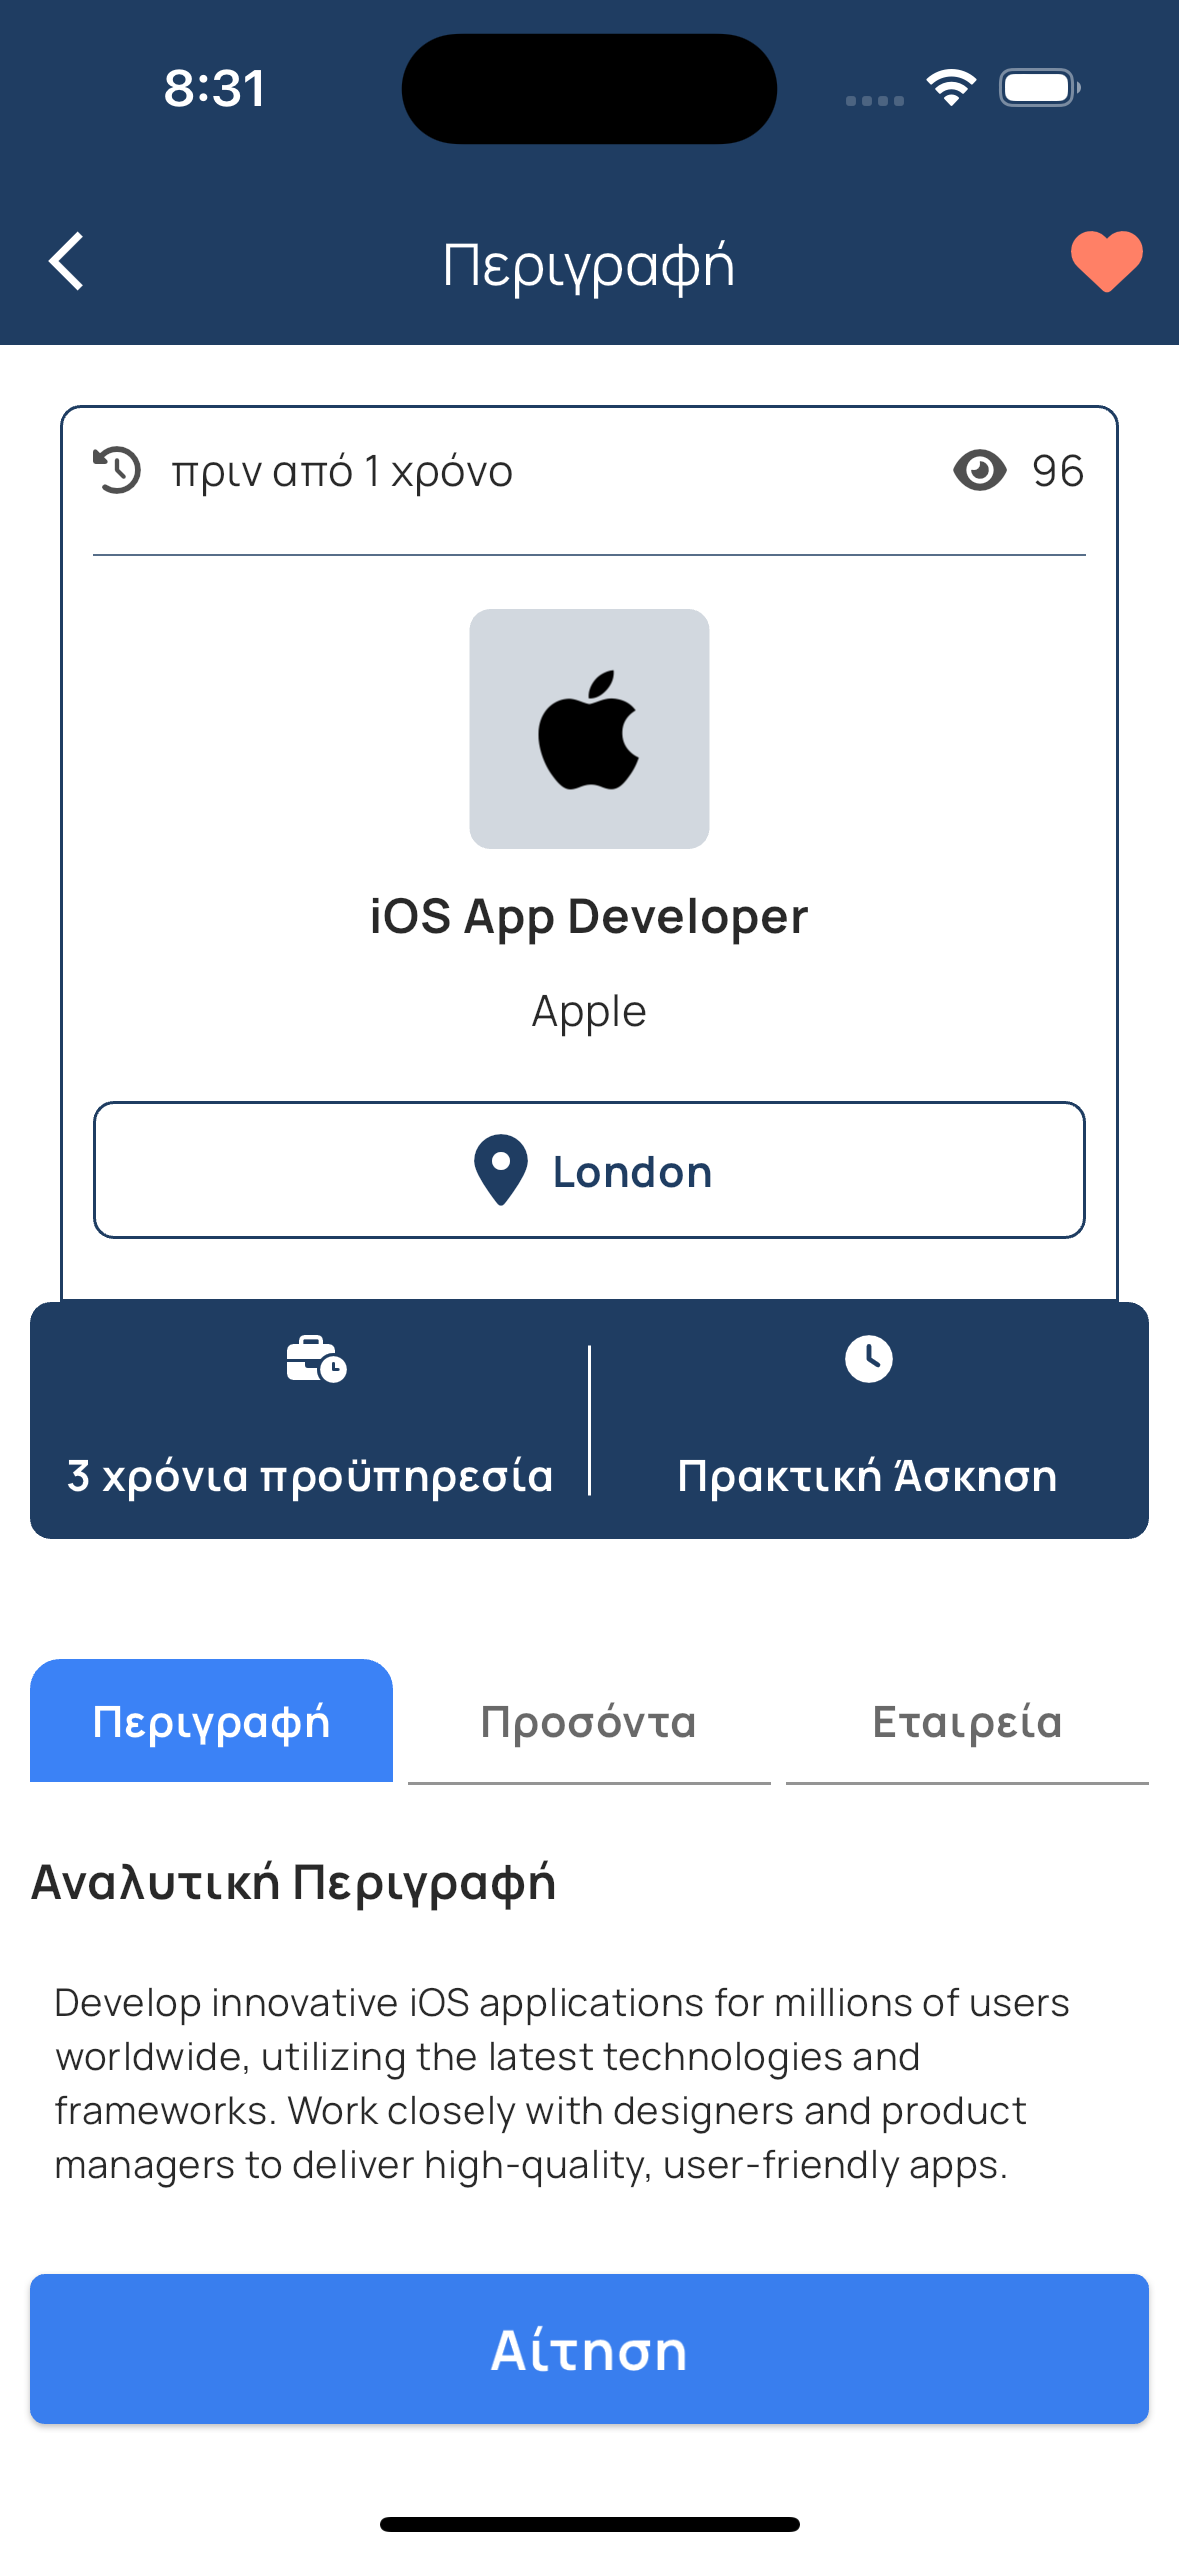 8:31
Περιγραφή
πριν από 1 χρόνο
96
iOS App Developer
Apple
London
3 χρόνια προϋπηρεσία
Πρακτική Άσκηση
Περιγραφή
Προσόντα
Εταιρεία
Αναλυτική Περιγραφή
Develop innovative iOS applications for millions of users
worldwide, utilizing the latest technologies and
frameworks. Work closely with designers and product
managers to deliver high-quality, user-friendly apps.
Αίτηση